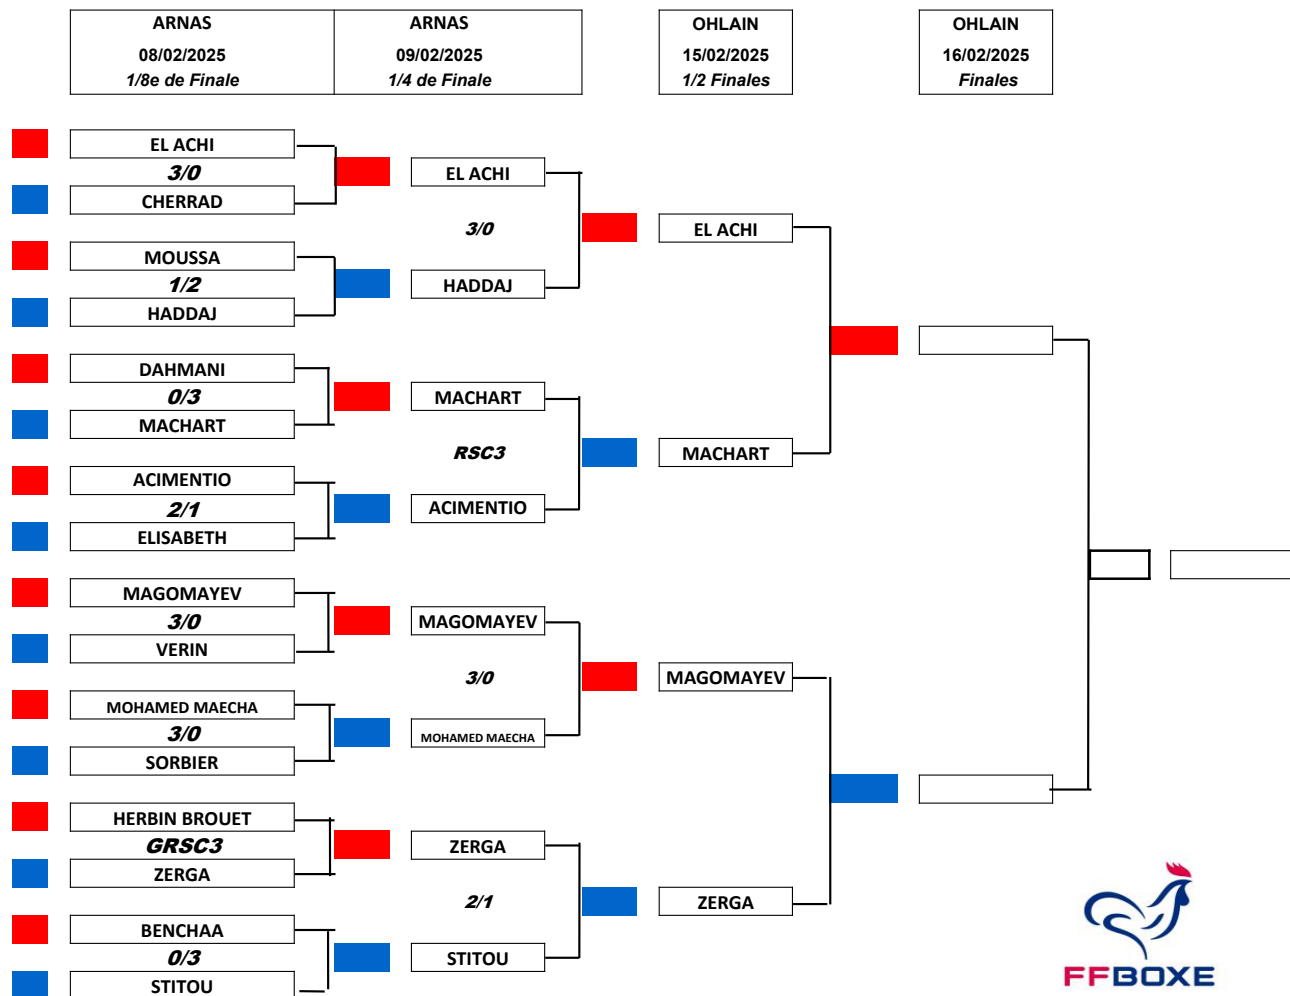 ARNAS
08/02/2025
1/8e de Finale
ARNAS
09/02/2025
1/4 de Finale
OHLAIN
15/02/2025
1/2 Finales
OHLAIN
16/02/2025
Finales
EL ACHI
3/0
CHERRAD
MOUSSA
1/2
HADDAJ
DAHMANI
0/3
MACHART
ACIMENTIO
2/1
ELISABETH
MAGOMAYEV
3/0
VERIN
MOHAMED MAECHA
3/0
SORBIER
HERBIN BROUET
GRSC3
ZERGA
BENCHAA
0/3
STITOU
EL ACHI
3/0
HADDAJ
MACHART
RSC3
ACIMENTIO
MAGOMAYEV
3/0
MOHAMED MAECHA
ZERGA
2/1
STITOU
EL ACHI
MACHART
MAGOMAYEV
ZERGA
FFBOXE